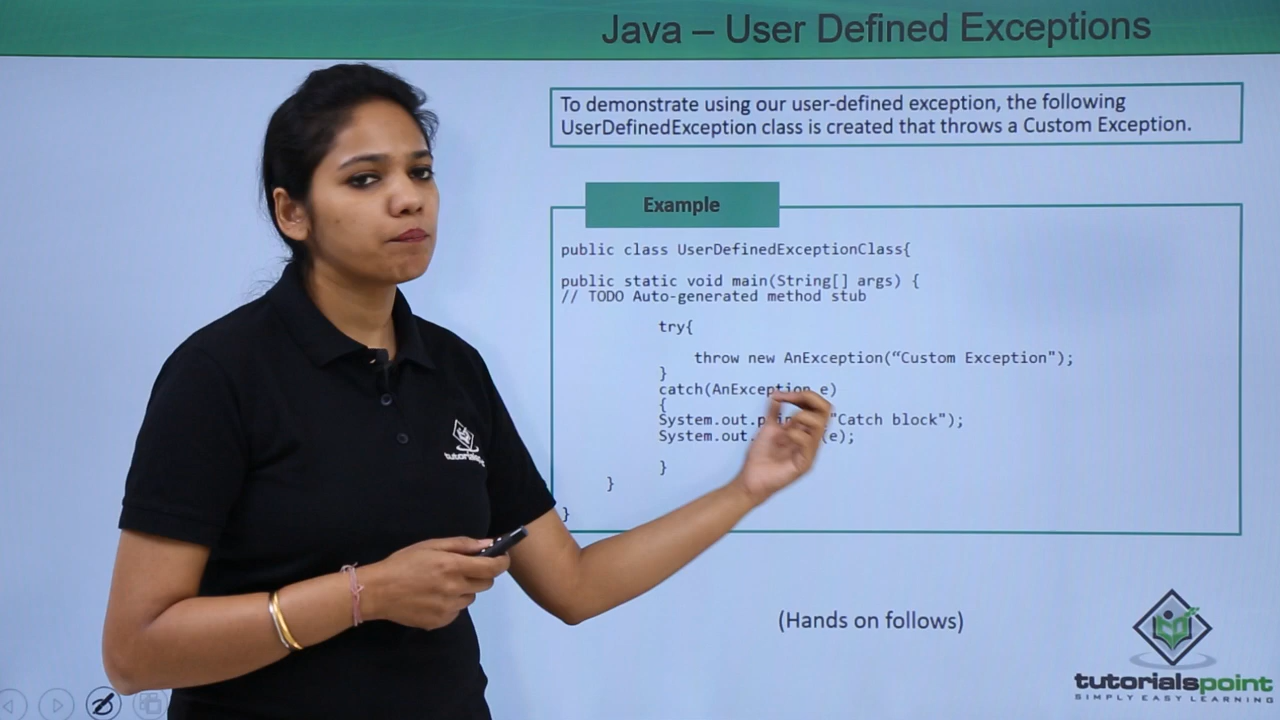 Java – User Defined Exceptions
To demonstrate using our user-defined exception, the following
UserDefinedException class is created that throws a Custom Exception.
Example
public class UserDefinedExceptionClass{
public static void main(String[] args) {
// TODO Auto-generated method stub
try{
throw new AnException(“Custom Exception");
}
catch(AnException e)
{
System.out. "Catch block");
System.out. (e);
}
}
}
(Hands on follows)
tutorialspoint
SIMPLY EASY LEARNING
tutorialspoint